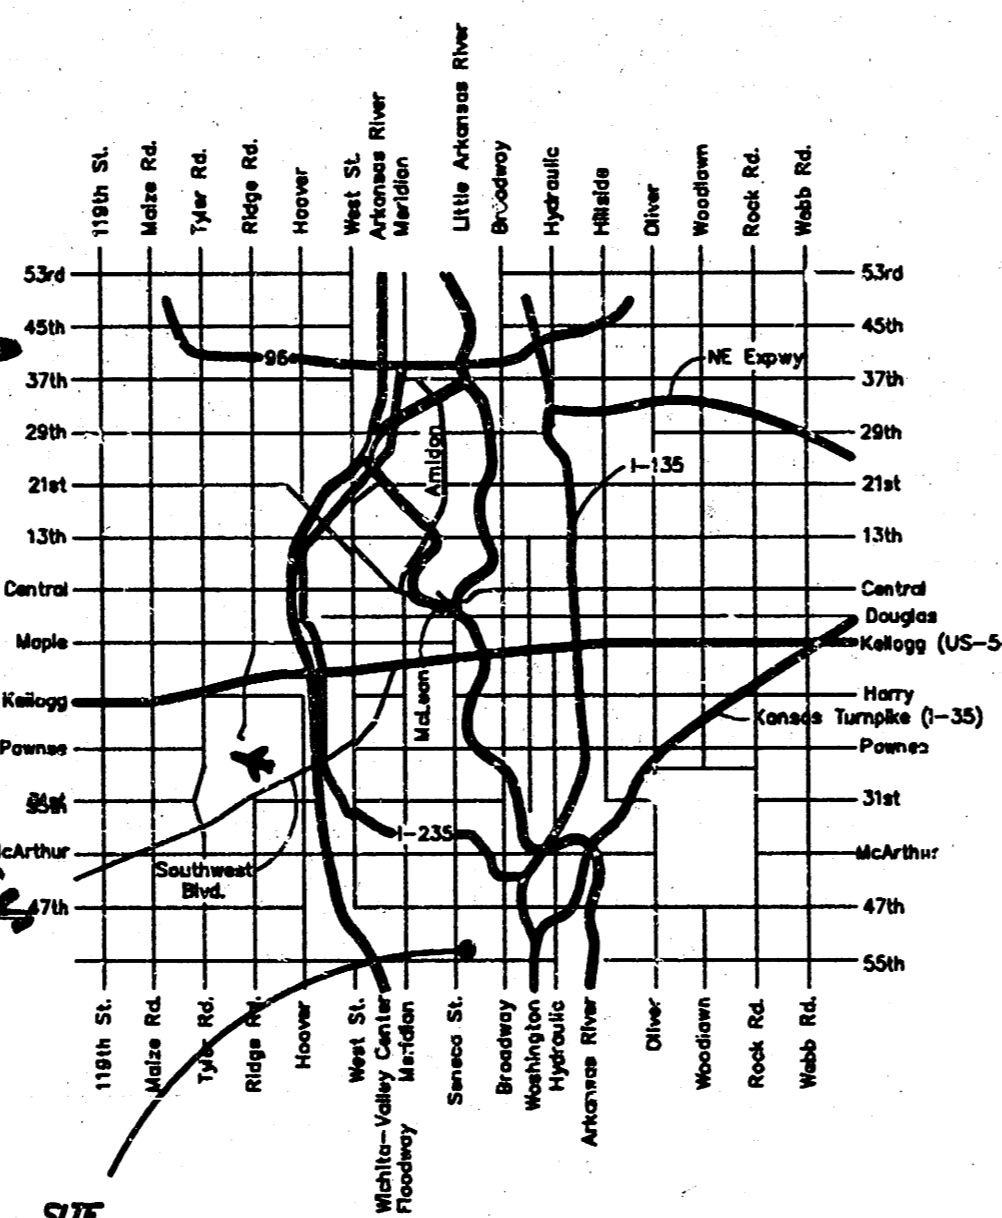 119th St.
Maize Rd.
Tyler Rd.
Ridge Rd.
Hoover
West St.
Arkansas River
Meridian
Little Arkansas River
Broadway
Hydraulic
Hillside
Oliver
Woodlawn
Rock Rd.
Webb Rd.
53rd
53rd
45th
45th
96
NE Expwy
37th
37th
29th
29th
Amidon
I-135
21st
21st
13th
13th
Central
Central
Douglas
Maple
Kellogg (US-5
McLean
Kellogg
Harry
Kansas Turnpike (I-35)
Pawnee
Pawnee
31st
I-235
McArthur
cArthur
Southwest
Blvd.
47th
47th
55th
119th St.
Maize Rd.
Tyler Rd.
Ridge Rd.
Hoover
West St.
Wichita-Valley Center
Floodway
Meridian
Seneca St.
Broadway
Washington
Hydraulic
Arkansas River
Oliver
Woodlawn
Rock Rd.
Webb Rd.
SITE